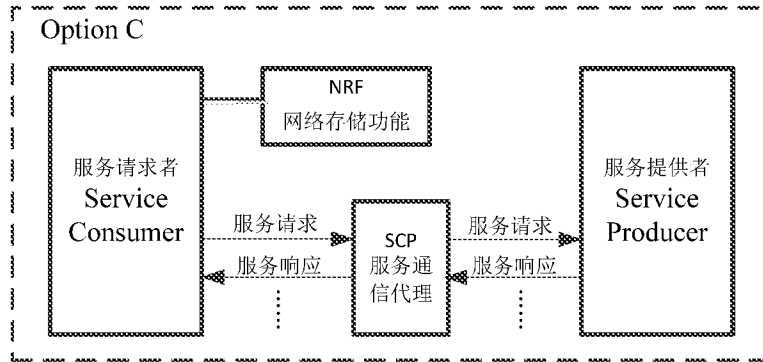 Option C
NRF
网络存储功能
服务请求者
Service
Consumer
服务提供者
Service
Producer
服务请求
服务响应
SCP
服务通
信代理
服务请求
服务响应